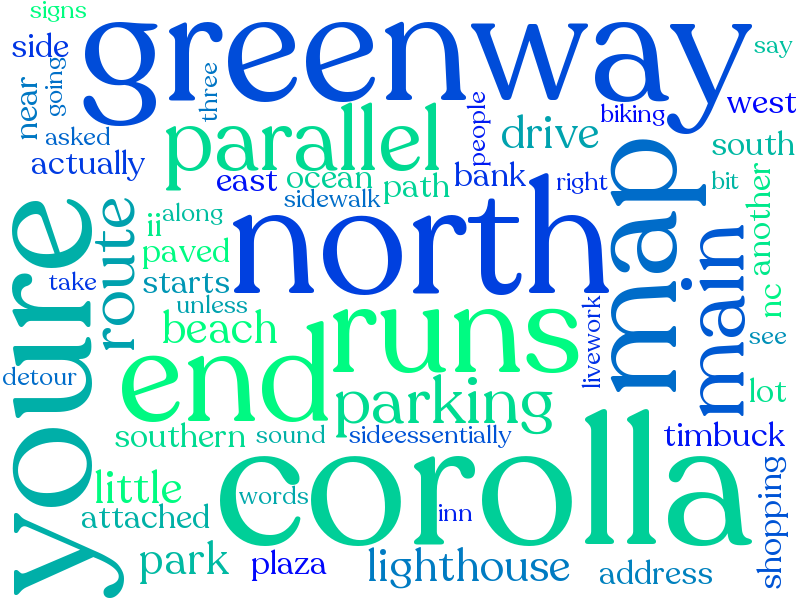 signs
greenway
say
side
near
going
three
asked
actually
parallel
people
drive
biking
west
south
east
ocean
path
bank
right
sidewalk
map
bit
another
youre
route
ii
along
paved
north
main
take
starts
unless
beach
runs
livework
nc
see
detour
end
parking
lot
southern
sound
sideessentially
timbuck
little
words
corolla
inn
attached
shopping
park
plaza
lighthouse
address